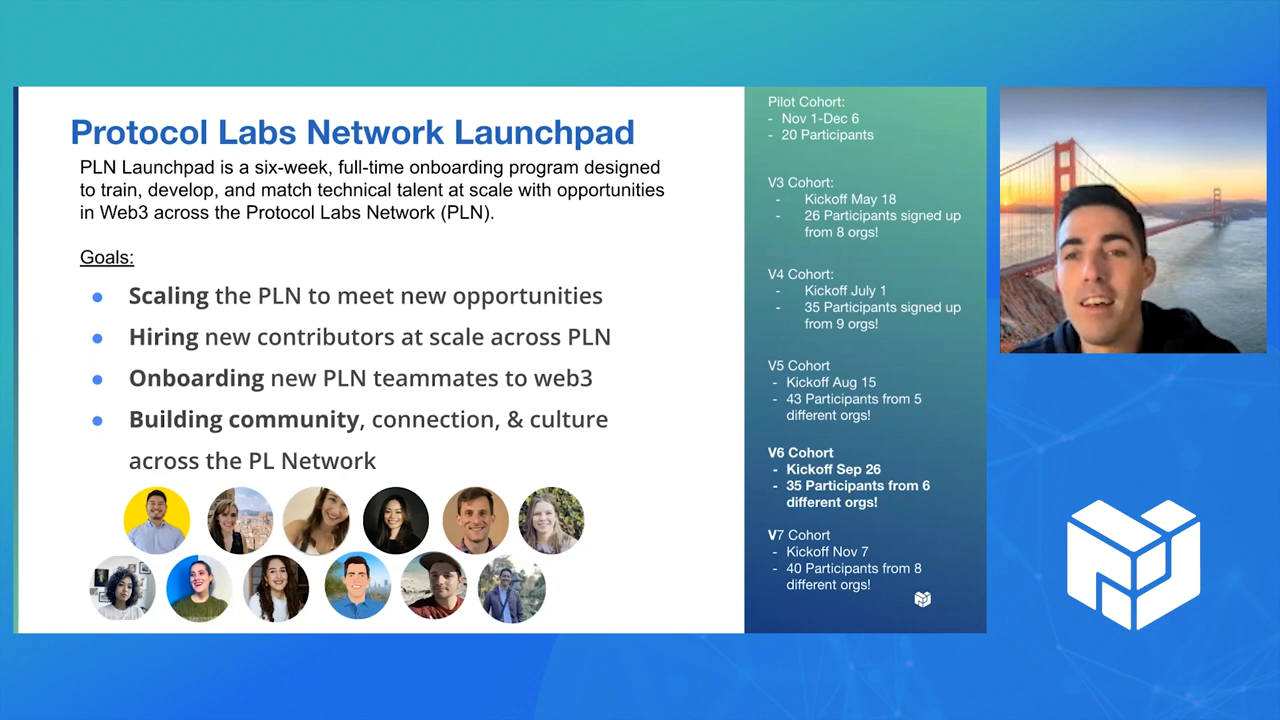 Protocol Labs Network Launchpad
PLN Launchpad is a six-week, full-time onboarding program designed
to train, develop, and match technical talent at scale with opportunities
in Web3 across the Protocol Labs Network (PLN).
Goals:
● Scaling the PLN to meet new opportunities
● Hiring new contributors at scale across PLN
● Onboarding new PLN teammates to web3
● Building community, connection, & culture
across the PL Network
Pilot Cohort:
- Nov 1-Dec 6
- 20 Participants
V3 Cohort:
- Kickoff May 18
- 26 Participants signed up
from 8 orgs!
V4 Cohort:
- Kickoff July 1
- 35 Participants signed up
from 9 orgs!
V5 Cohort
- Kickoff Aug 15
- 43 Participants from 5
different orgs!
V6 Cohort
- Kickoff Sep 26
- 35 Participants from 6
different orgs!
V7 Cohort
- Kickoff Nov 7
- 40 Participants from 8
different orgs!